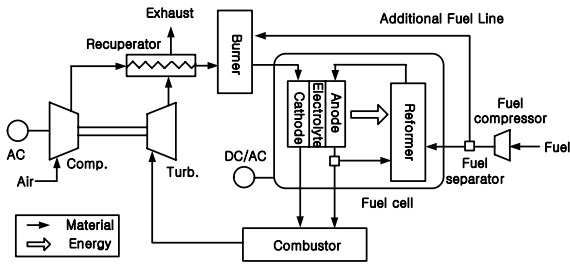 Exhaust
Additional Fuel Line
Recuperator
Burner
Cathode
Electrolyte
Anode
Reformer
Fuel
compressor
Fuel
AC
Comp.
Turb.
DC/AC
Fuel
separator
Air
Fuel cell
Material
Energy
Combustor